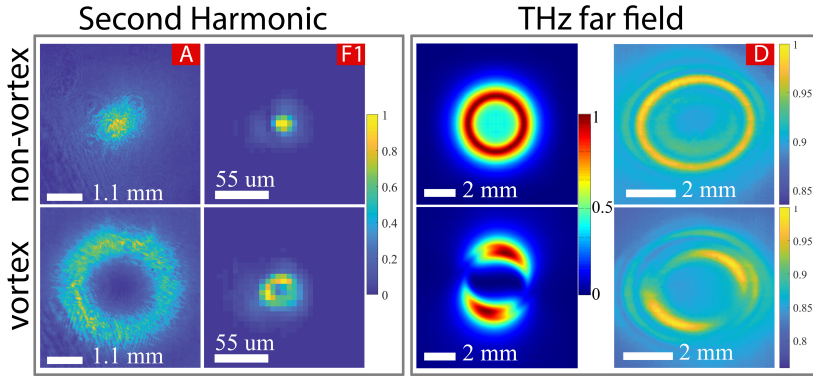 Second Harmonic
THz far field
non-vortex
vortex
A
F1
D
1.1 mm
55 um
2 mm
2 mm
1.1 mm
55 um
2 mm
2 mm
1
0.8
0.6
0.4
0.2
0
1
0.5
0
1
0.95
0.9
0.85
1
0.95
0.9
0.85
0.8